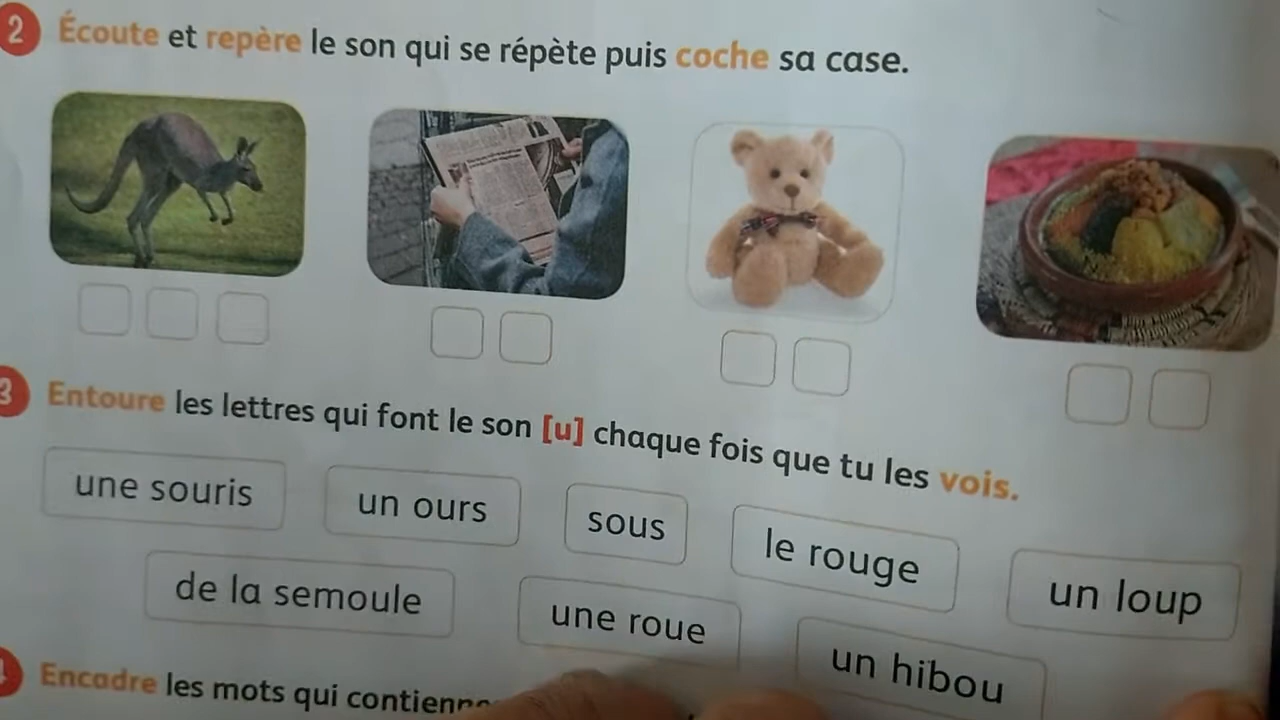 2 Écoute et repère le son qui se répète puis coche sa case.
3 Entoure les lettres qui font le son [u] chaque fois que tu les vois.
une souris
un ours
sous
le rouge
un loup
de la semoule
une roue
un hibou
Encadre les mots qui